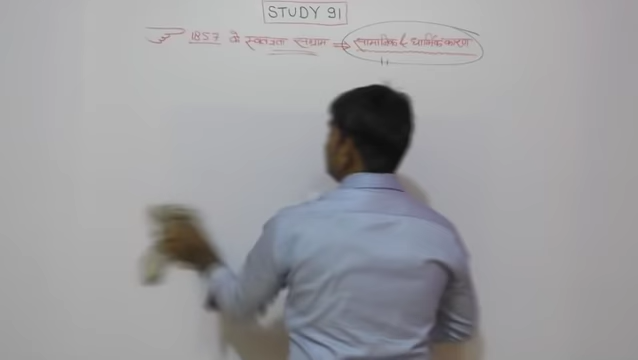 STUDY 91
1857 के स्वतंत्रता संग्राम ⇒ सामाजिक & धार्मिक कारण